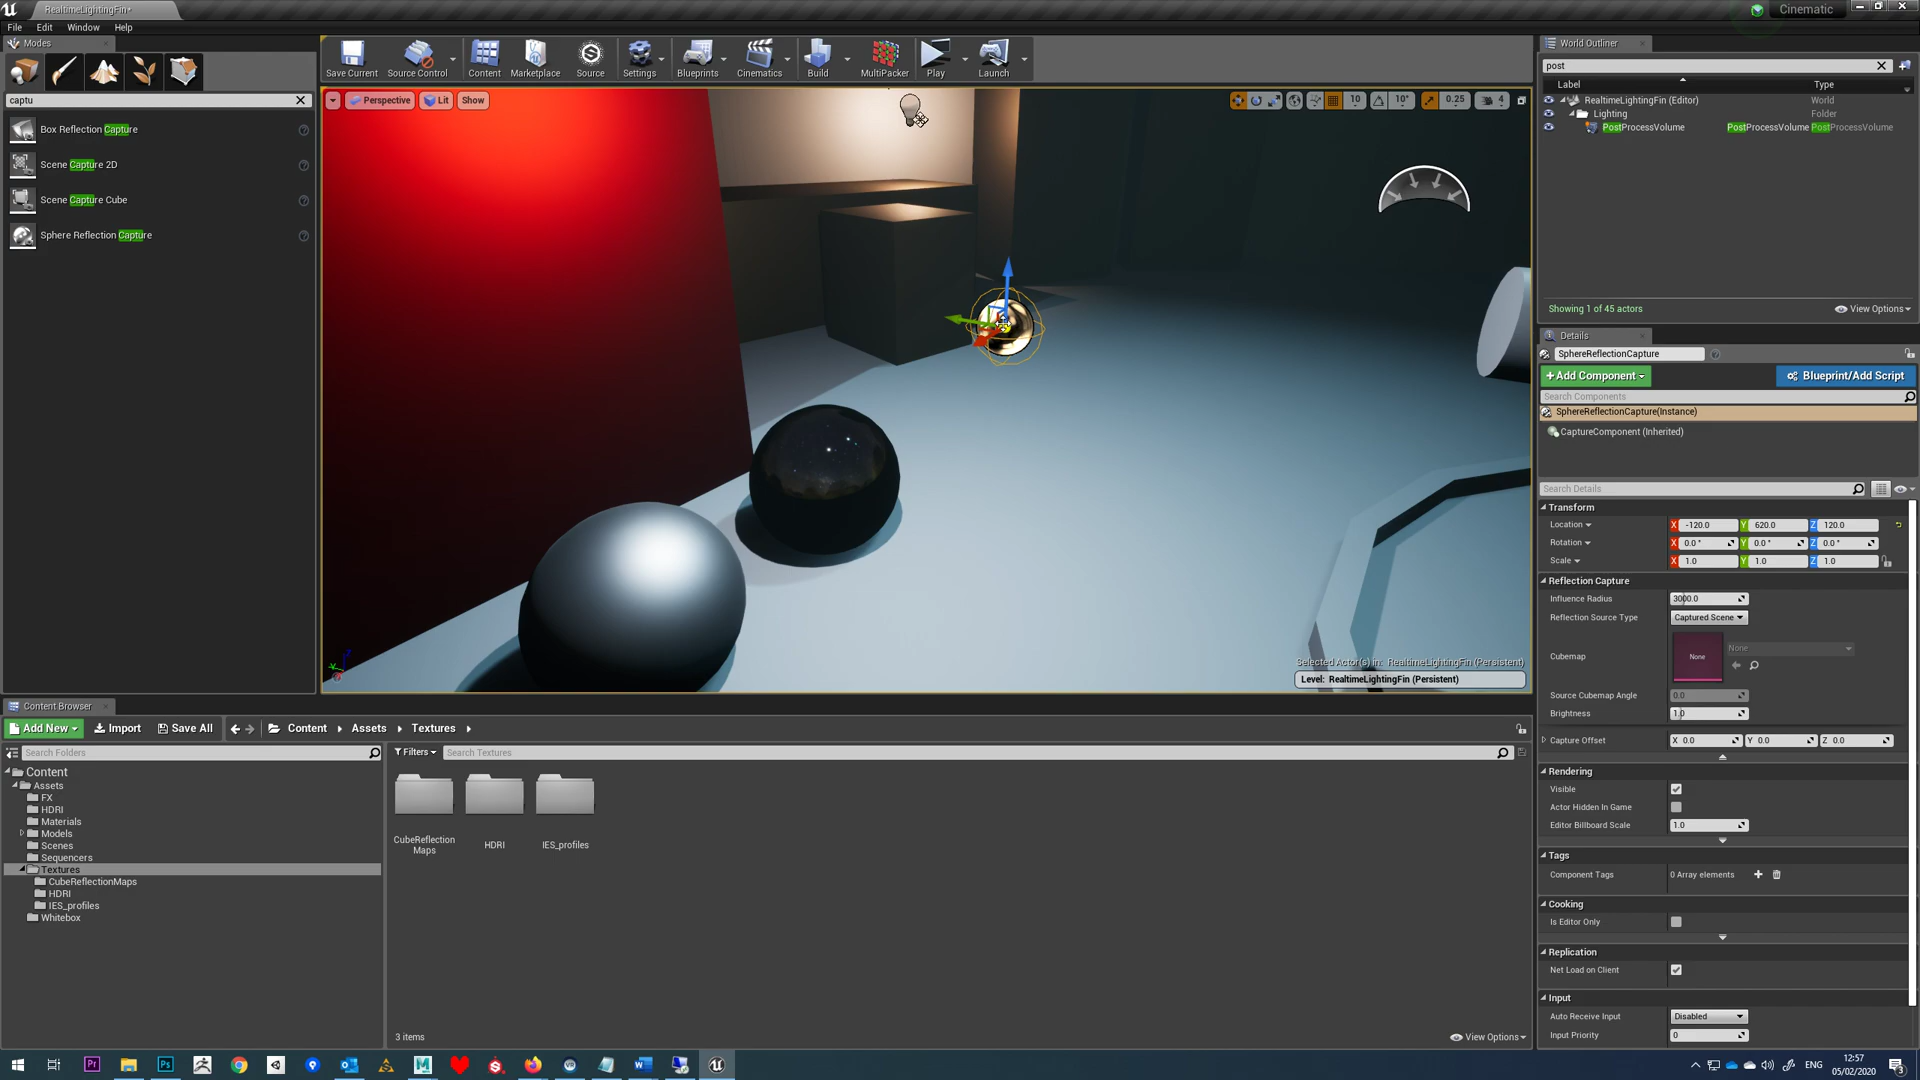 RealtimeLightingFin*
Cinematic
File Edit Window Help
Modes
captu
Box Reflection Capture
Scene Capture 2D
Scene Capture Cube
Sphere Reflection Capture
Save Current
Source Control
Content
Marketplace
Source
Settings
Blueprints
Cinematics
Build
MultiPacker
Play
Launch
Perspective
Lit
Show
10
10°
0.25
4
Selected Actor(s) in: RealtimeLightingFin (Persistent)
Level: RealtimeLightingFin (Persistent)
World Outliner
post
Label Type
RealtimeLightingFin (Editor) World
Lighting Folder
PostProcessVolume PostProcessVolume PostProcessVolume
Showing 1 of 45 actors
View Options
Details
SphereReflectionCapture
+Add Component
Blueprint/Add Script
Search Components
SphereReflectionCapture(Instance)
CaptureComponent (Inherited)
Search Details
Transform
Location X -120.0 Y 620.0 Z 120.0
Rotation X 0.0 ° Y 0.0 ° Z 0.0 °
Scale X 1.0 Y 1.0 Z 1.0
Reflection Capture
Influence Radius 3000.0
Reflection Source Type Captured Scene
Cubemap None None
Source Cubemap Angle 0.0
Brightness 1.0
Capture Offset X 0.0 Y 0.0 Z 0.0
Rendering
Visible
Actor Hidden In Game
Editor Billboard Scale 1.0
Tags
Component Tags 0 Array elements
Cooking
Is Editor Only
Replication
Net Load on Client
Input
Auto Receive Input Disabled
Input Priority 0
Content Browser
Add New Import Save All Content Assets Textures
Search Folders
Filters Search Textures
Content
Assets
FX
HDRI
Materials
Models
Scenes
Sequencers
Textures
CubeReflectionMaps
HDRI
IES_profiles
Whitebox
CubeReflection
Maps
HDRI
IES_profiles
3 items
View Options
ENG
12:57
05/02/2020